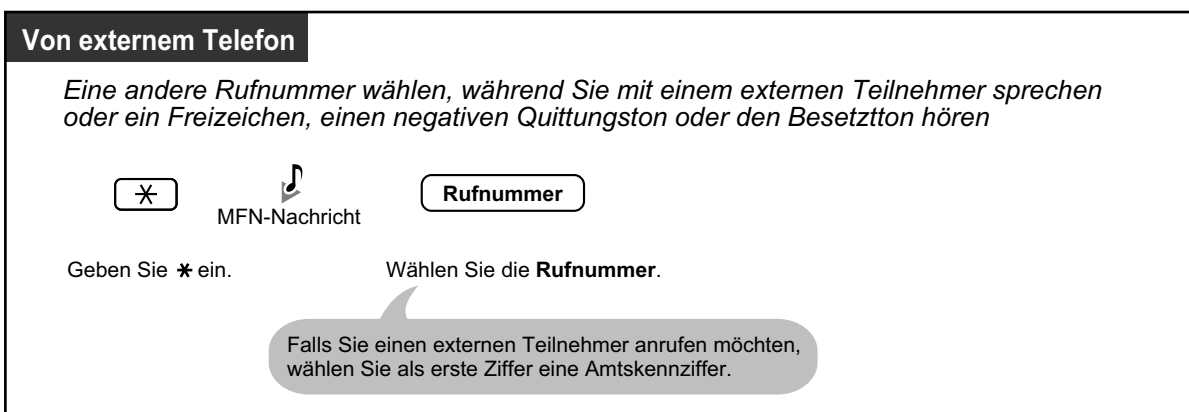 Von externem Telefon
Eine andere Rufnummer wählen, während Sie mit einem externen Teilnehmer sprechen
oder ein Freizeichen, einen negativen Quittungston oder den Besetztton hören
* Rufnummer
MFN-Nachricht
Geben Sie * ein. Wählen Sie die Rufnummer.
Falls Sie einen externen Teilnehmer anrufen möchten,
wählen Sie als erste Ziffer eine Amtskennziffer.